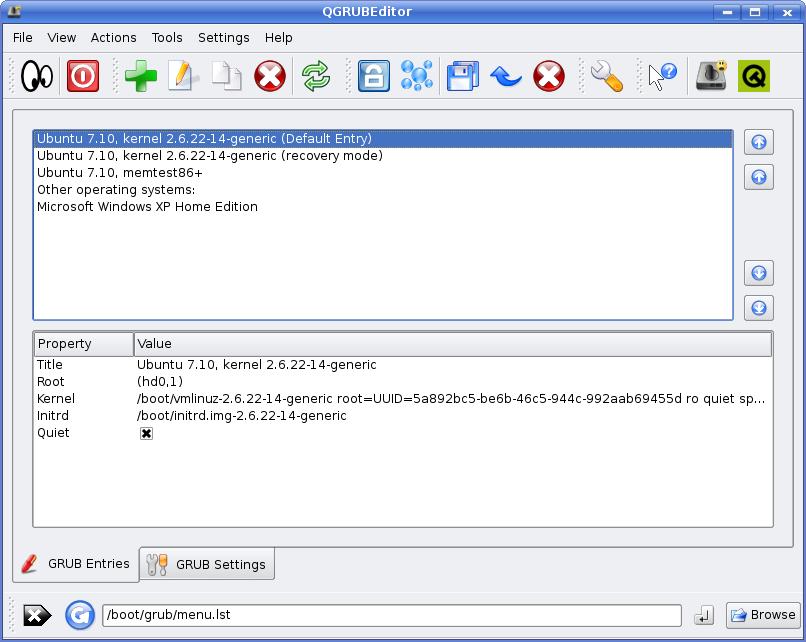 QGRUBEditor
File View Actions Tools Settings Help
Ubuntu 7.10, kernel 2.6.22-14-generic (Default Entry)
Ubuntu 7.10, kernel 2.6.22-14-generic (recovery mode)
Ubuntu 7.10, memtest86+
Other operating systems:
Microsoft Windows XP Home Edition
Property Value
Title Ubuntu 7.10, kernel 2.6.22-14-generic
Root (hd0,1)
Kernel /boot/vmlinuz-2.6.22-14-generic root=UUID=5a892bc5-be6b-46c5-944c-992aab69455d ro quiet sp...
Initrd /boot/initrd.img-2.6.22-14-generic
Quiet
GRUB Entries GRUB Settings
/boot/grub/menu.lst Browse